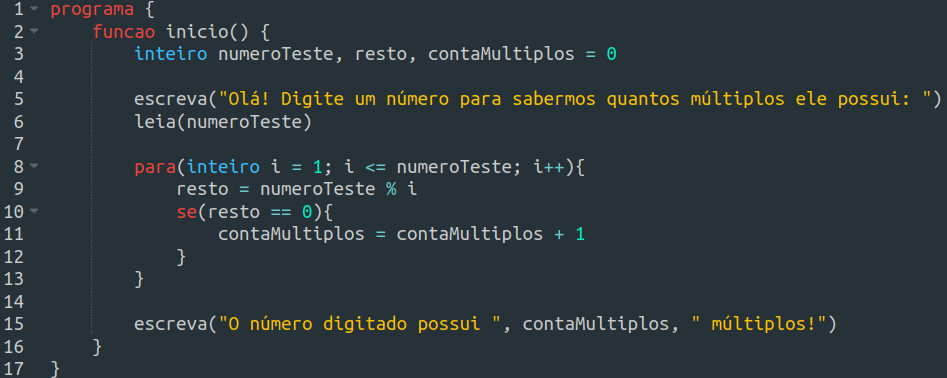 1 programa {
2 funcao inicio() {
3 inteiro numeroTeste, resto, contaMultiplos = 0
4
5 escreva("Olá! Digite um número para sabermos quantos múltiplos ele possui: ")
6 leia(numeroTeste)
7
8 para(inteiro i = 1; i <= numeroTeste; i++){
9 resto = numeroTeste % i
10 se(resto == 0){
11 contaMultiplos = contaMultiplos + 1
12 }
13 }
14
15 escreva("O número digitado possui ", contaMultiplos, " múltiplos!")
16 }
17 }